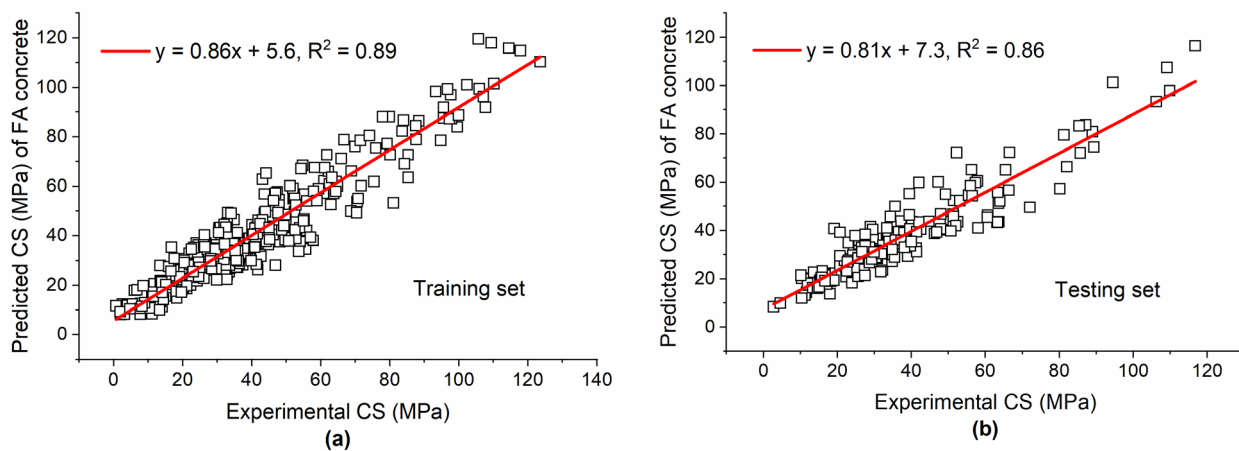 Predicted CS (MPa) of FA concrete
120
100
80
60
40
20
0
y = 0.86x + 5.6, R² = 0.89
Training set
0 20 40 60 80 100 120 140
Experimental CS (MPa)
(a)
Predicted CS (MPa) of FA concrete
120
100
80
60
40
20
0
y = 0.81x + 7.3, R² = 0.86
Testing set
0 20 40 60 80 100 120
Experimental CS (MPa)
(b)